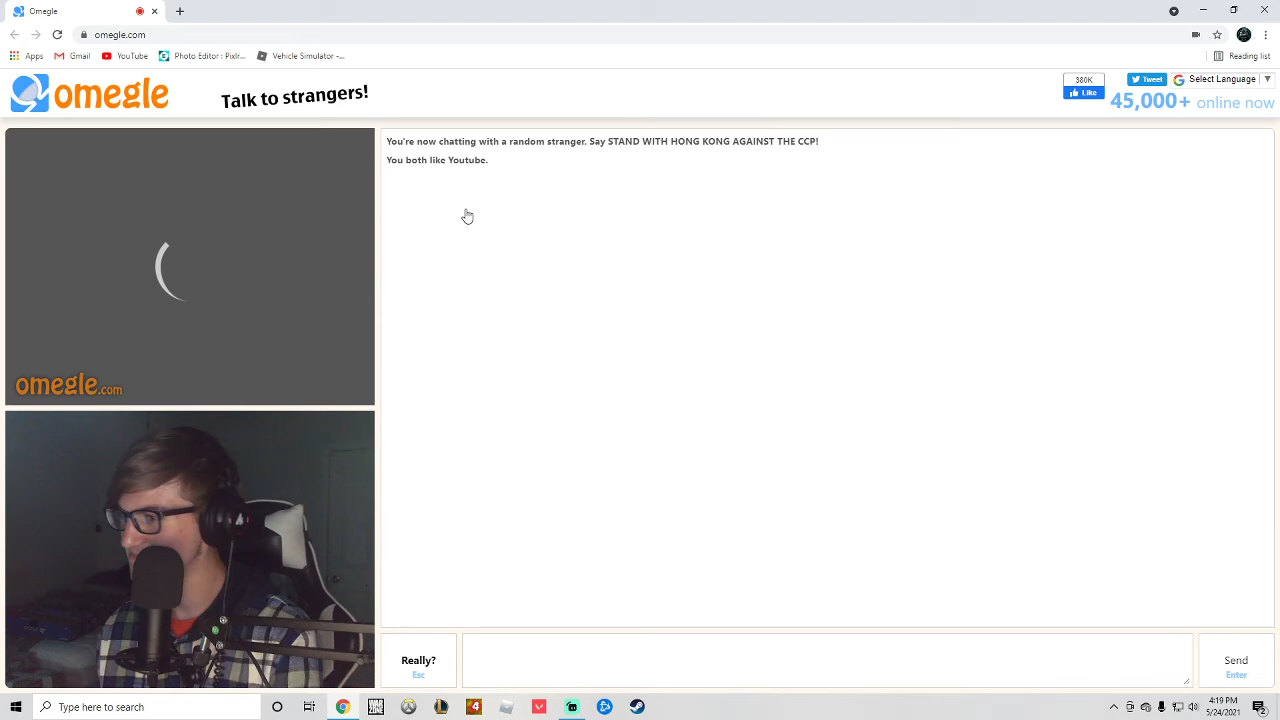 Omegle
omegle.com
Apps
Gmail
YouTube
Photo Editor : Pixlr...
Vehicle Simulator -...
Reading list
omegle
Talk to strangers!
380K
Like
Tweet
Select Language
45,000+ online now
You're now chatting with a random stranger. Say STAND WITH HONG KONG AGAINST THE CCP!
You both like Youtube.
omegle.com
Really?
Esc
Send
Enter
Type here to search
4:19 PM
5/24/2021